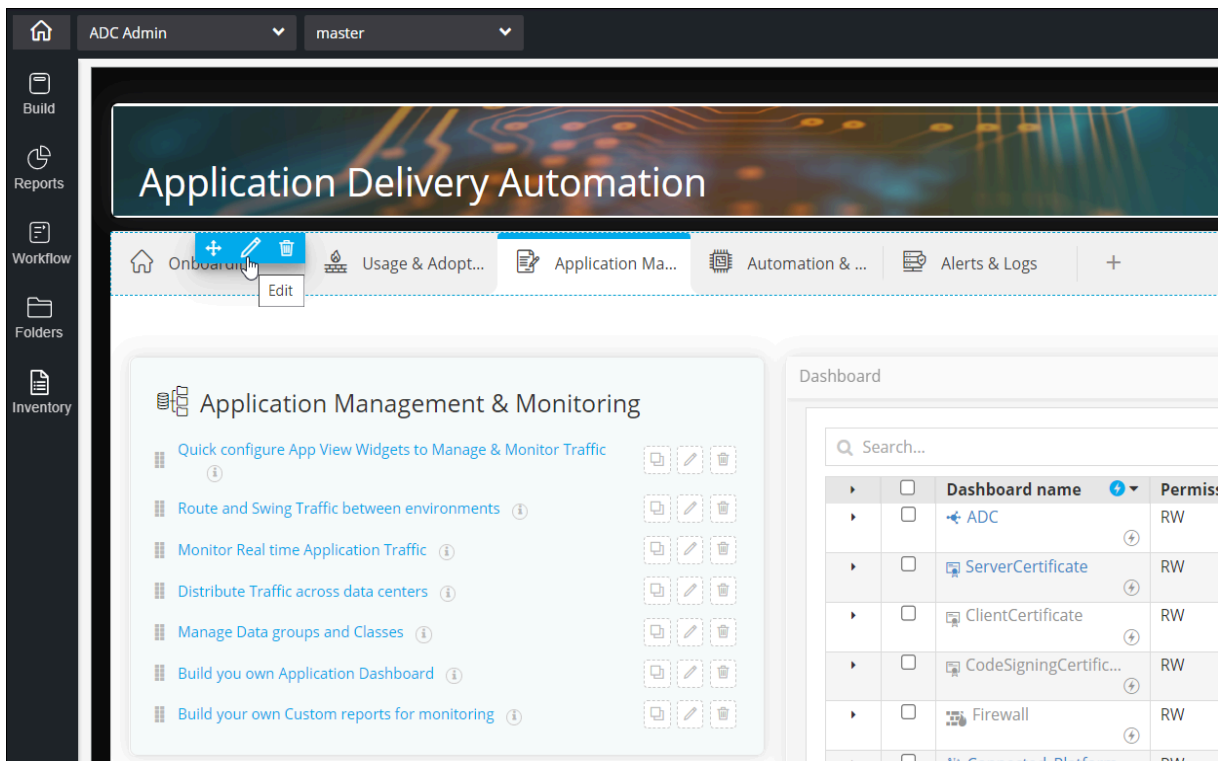 ADC Admin
master
Build
Reports
Workflow
Folders
Inventory
Application Delivery Automation
Usage & Adopt...
Application Ma...
Automation & ...
Alerts & Logs
+
Edit
Application Management & Monitoring
Quick configure App View Widgets to Manage & Monitor Traffic
Route and Swing Traffic between environments
Monitor Real time Application Traffic
Distribute Traffic across data centers
Manage Data groups and Classes
Build you own Application Dashboard
Build your own Custom reports for monitoring
Dashboard
Search...
Dashboard name Permiss
ADC RW
ServerCertificate RW
ClientCertificate RW
CodeSigningCertific... RW
Firewall RW